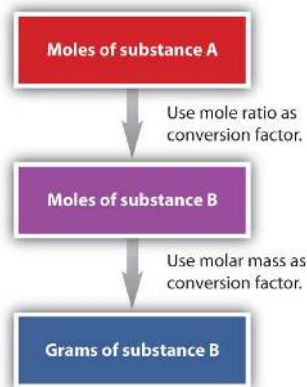 Moles of substance A
Use mole ratio as
conversion factor.
Moles of substance B
Use molar mass as
conversion factor.
Grams of substance B